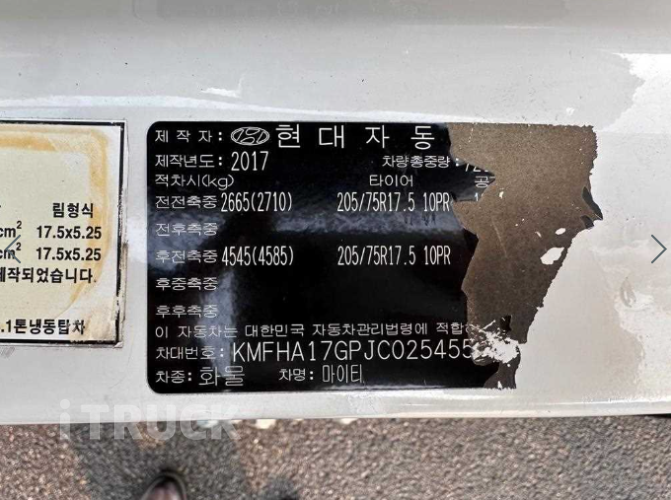 림형식
cm² 17.5x5.25
cm² 17.5x5.25
제작되었습니다.
.1톤냉동탑차
제 작 자: 현대자동
제작년도: 2017 차량총중량:
적차시(kg) 타이어 공
전전축중 2665(2710) 205/75R17.5 10PR
전후축중
후전축중 4545(4585) 205/75R17.5 10PR
후중축중
후후축중
이 자동차는 대한민국 자동차관리법령에 적합
차대번호: KMFHA17GPJC025455
차종: 화물 차명: 마이티
iTRUCK